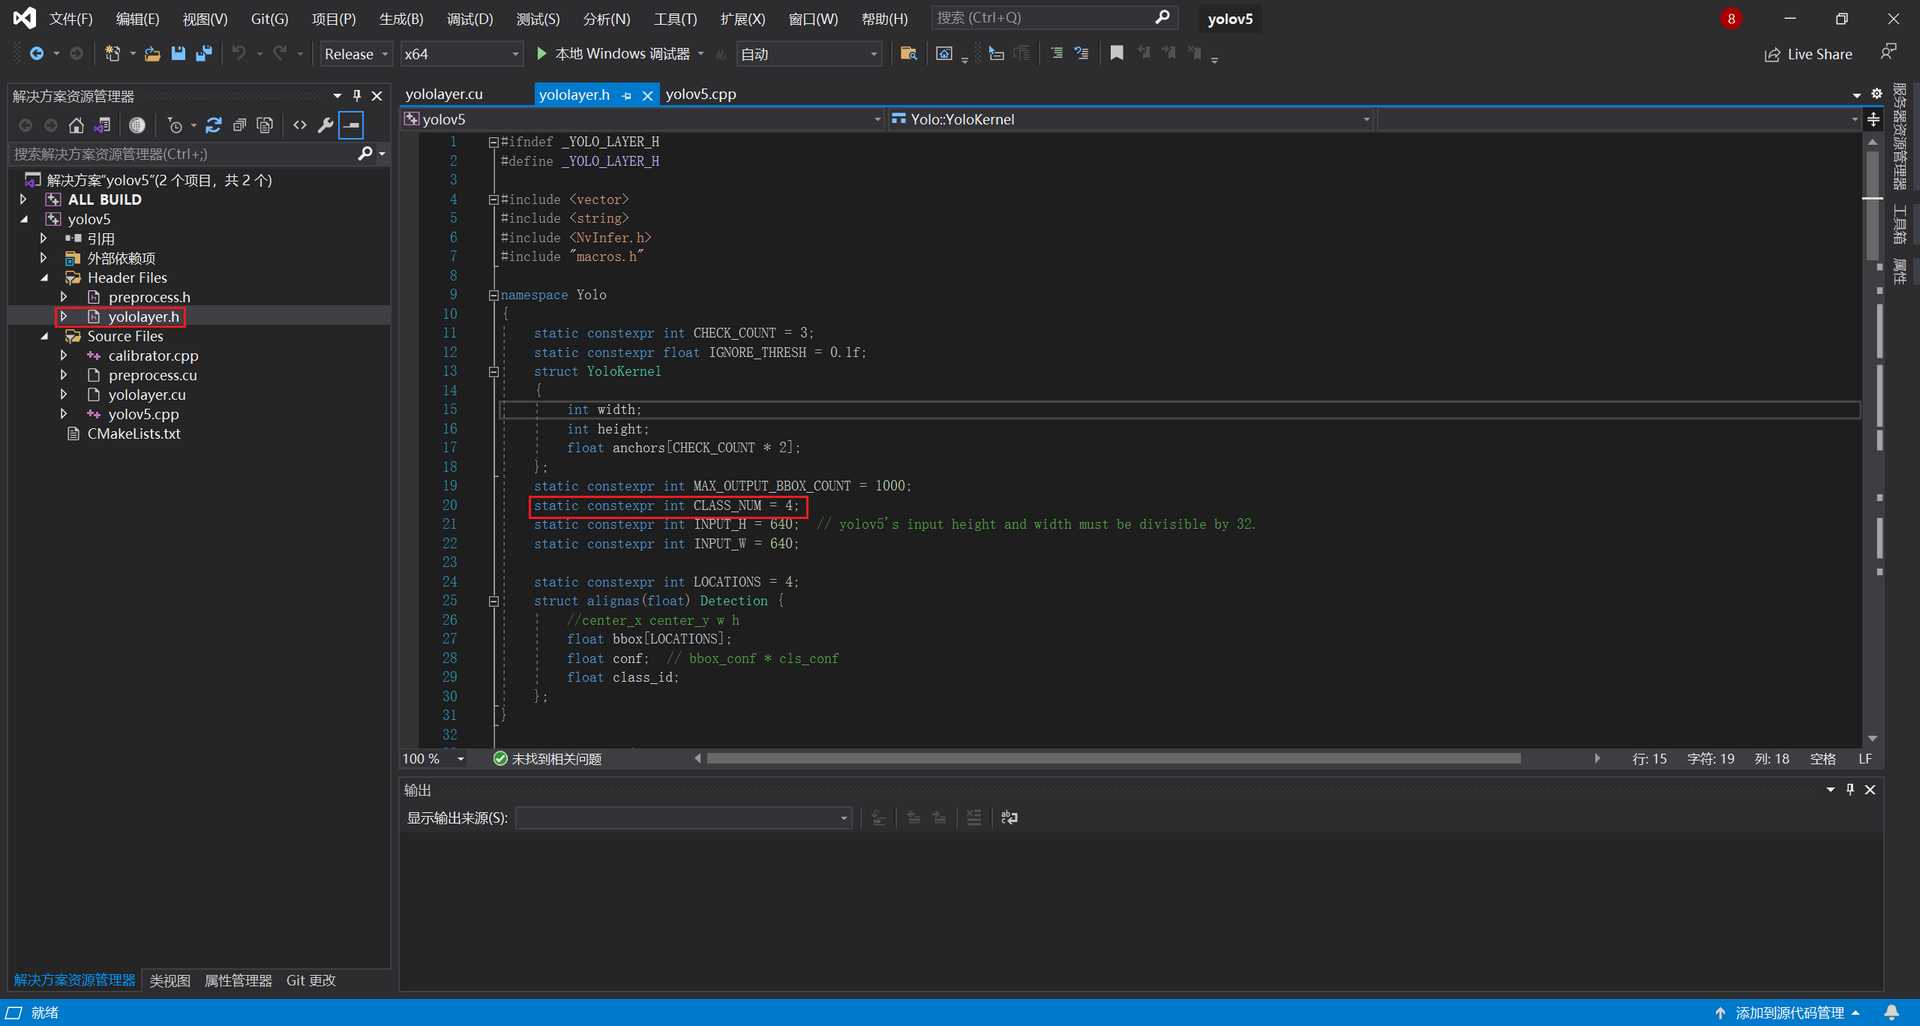 文件(F) 编辑(E) 视图(V) Git(G) 项目(P) 生成(B) 调试(D) 测试(S) 分析(N) 工具(T) 扩展(X) 窗口(W) 帮助(H) 搜索 (Ctrl+Q) yolov5 8
Release x64 本地 Windows 调试器 自动 Live Share
解决方案资源管理器
搜索解决方案资源管理器(Ctrl+;)
解决方案"yolov5"(2 个项目，共 2 个)
ALL_BUILD
yolov5
引用
外部依赖项
Header Files
preprocess.h
yololayer.h
Source Files
calibrator.cpp
preprocess.cu
yololayer.cu
yolov5.cpp
CMakeLists.txt
解决方案资源管理器 类视图 属性管理器 Git 更改
yololayer.cu yololayer.h yolov5.cpp
yolov5 Yolo::YoloKernel
1 #ifndef _YOLO_LAYER_H
2 #define _YOLO_LAYER_H
3
4 #include <vector>
5 #include <string>
6 #include <NvInfer.h>
7 #include "macros.h"
8
9 namespace Yolo
10 {
11 static constexpr int CHECK_COUNT = 3;
12 static constexpr float IGNORE_THRESH = 0.1f;
13 struct YoloKernel
14 {
15 int width;
16 int height;
17 float anchors[CHECK_COUNT * 2];
18 };
19 static constexpr int MAX_OUTPUT_BBOX_COUNT = 1000;
20 static constexpr int CLASS_NUM = 4;
21 static constexpr int INPUT_H = 640; // yolov5's input height and width must be divisible by 32.
22 static constexpr int INPUT_W = 640;
23
24 static constexpr int LOCATIONS = 4;
25 struct alignas(float) Detection {
26 //center_x center_y w h
27 float bbox[LOCATIONS];
28 float conf; // bbox_conf * cls_conf
29 float class_id;
30 };
31 }
32
100 % 未找到相关问题 行: 15 字符: 19 列: 18 空格 LF
输出
显示输出来源(S):
服务器资源管理器
工具箱
属性
就绪 添加到源代码管理